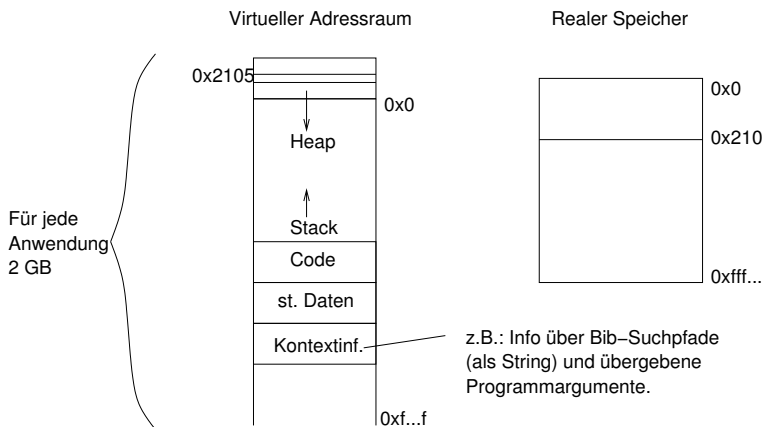 Virtueller Adressraum
Realer Speicher
0x2105
0x0
Heap
Stack
Code
st. Daten
Kontextinf.
0xf...f
Für jede
Anwendung
2 GB
0x0
0x210
0xfff...
z.B.: Info über Bib−Suchpfade
(als String) und übergebene
Programmargumente.